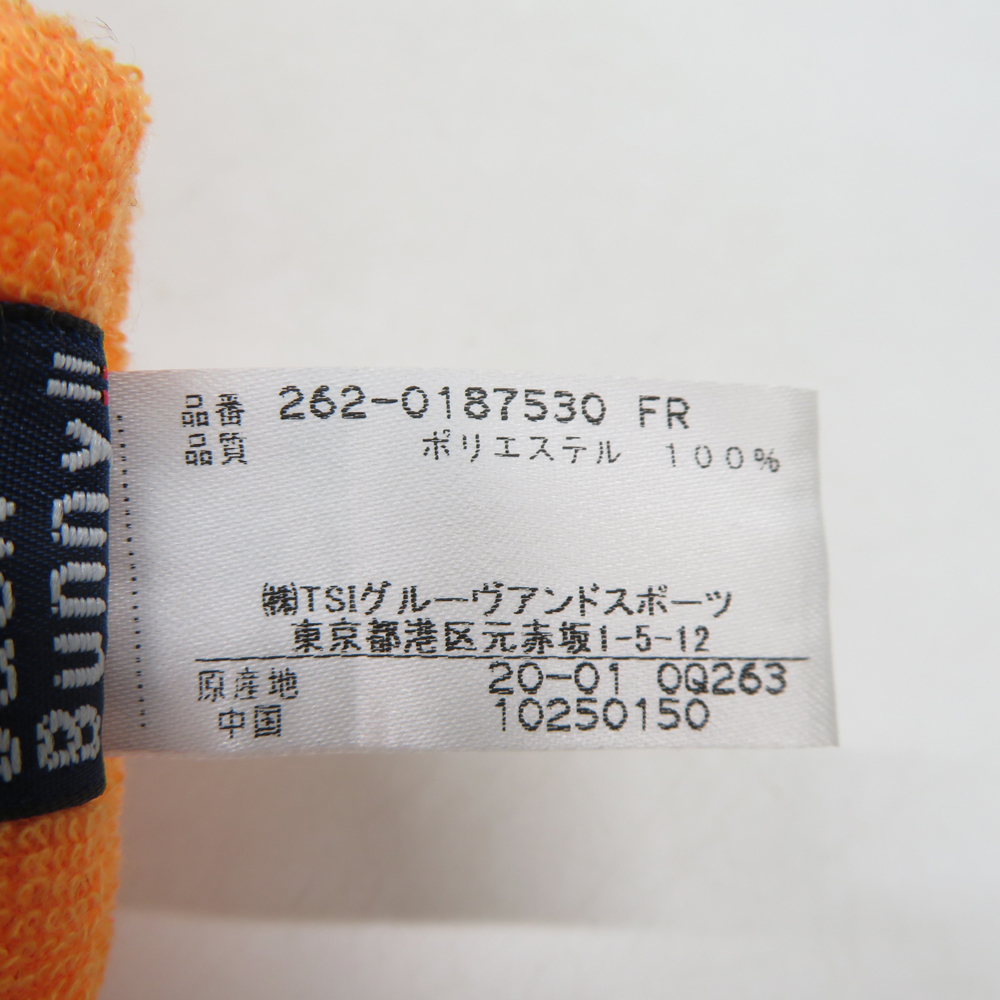 品番 262-0187530 FR
品質 ポリエステル 100%
㈱TSIグルーヴアンドスポーツ
東京都港区元赤坂1-5-12
原産地 20-01 0Q263
中国 10250150